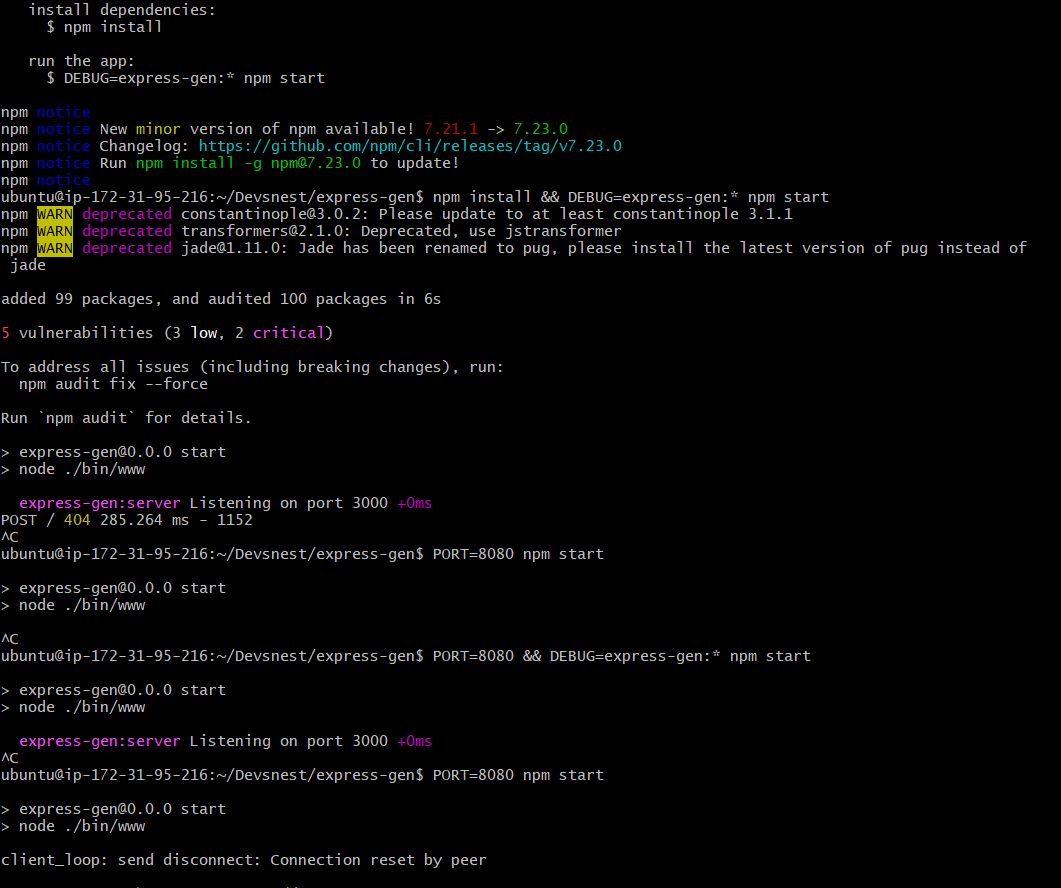 install dependencies:
$ npm install
run the app:
$ DEBUG=express-gen:* npm start
npm notice
npm notice New minor version of npm available! 7.21.1 -> 7.23.0
npm notice Changelog: https://github.com/npm/cli/releases/tag/v7.23.0
npm notice Run npm install -g npm@7.23.0 to update!
npm notice
ubuntu@ip-172-31-95-216:~/Devsnest/express-gen$ npm install && DEBUG=express-gen:* npm start
npm WARN deprecated constantinople@3.0.2: Please update to at least constantinople 3.1.1
npm WARN deprecated transformers@2.1.0: Deprecated, use jstransformer
npm WARN deprecated jade@1.11.0: Jade has been renamed to pug, please install the latest version of pug instead of
jade
added 99 packages, and audited 100 packages in 6s
5 vulnerabilities (3 low, 2 critical)
To address all issues (including breaking changes), run:
npm audit fix --force
Run `npm audit` for details.
> express-gen@0.0.0 start
> node ./bin/www
express-gen:server Listening on port 3000 +0ms
POST / 404 285.264 ms - 1152
^C
ubuntu@ip-172-31-95-216:~/Devsnest/express-gen$ PORT=8080 npm start
> express-gen@0.0.0 start
> node ./bin/www
^C
ubuntu@ip-172-31-95-216:~/Devsnest/express-gen$ PORT=8080 && DEBUG=express-gen:* npm start
> express-gen@0.0.0 start
> node ./bin/www
express-gen:server Listening on port 3000 +0ms
^C
ubuntu@ip-172-31-95-216:~/Devsnest/express-gen$ PORT=8080 npm start
> express-gen@0.0.0 start
> node ./bin/www
client_loop: send disconnect: Connection reset by peer